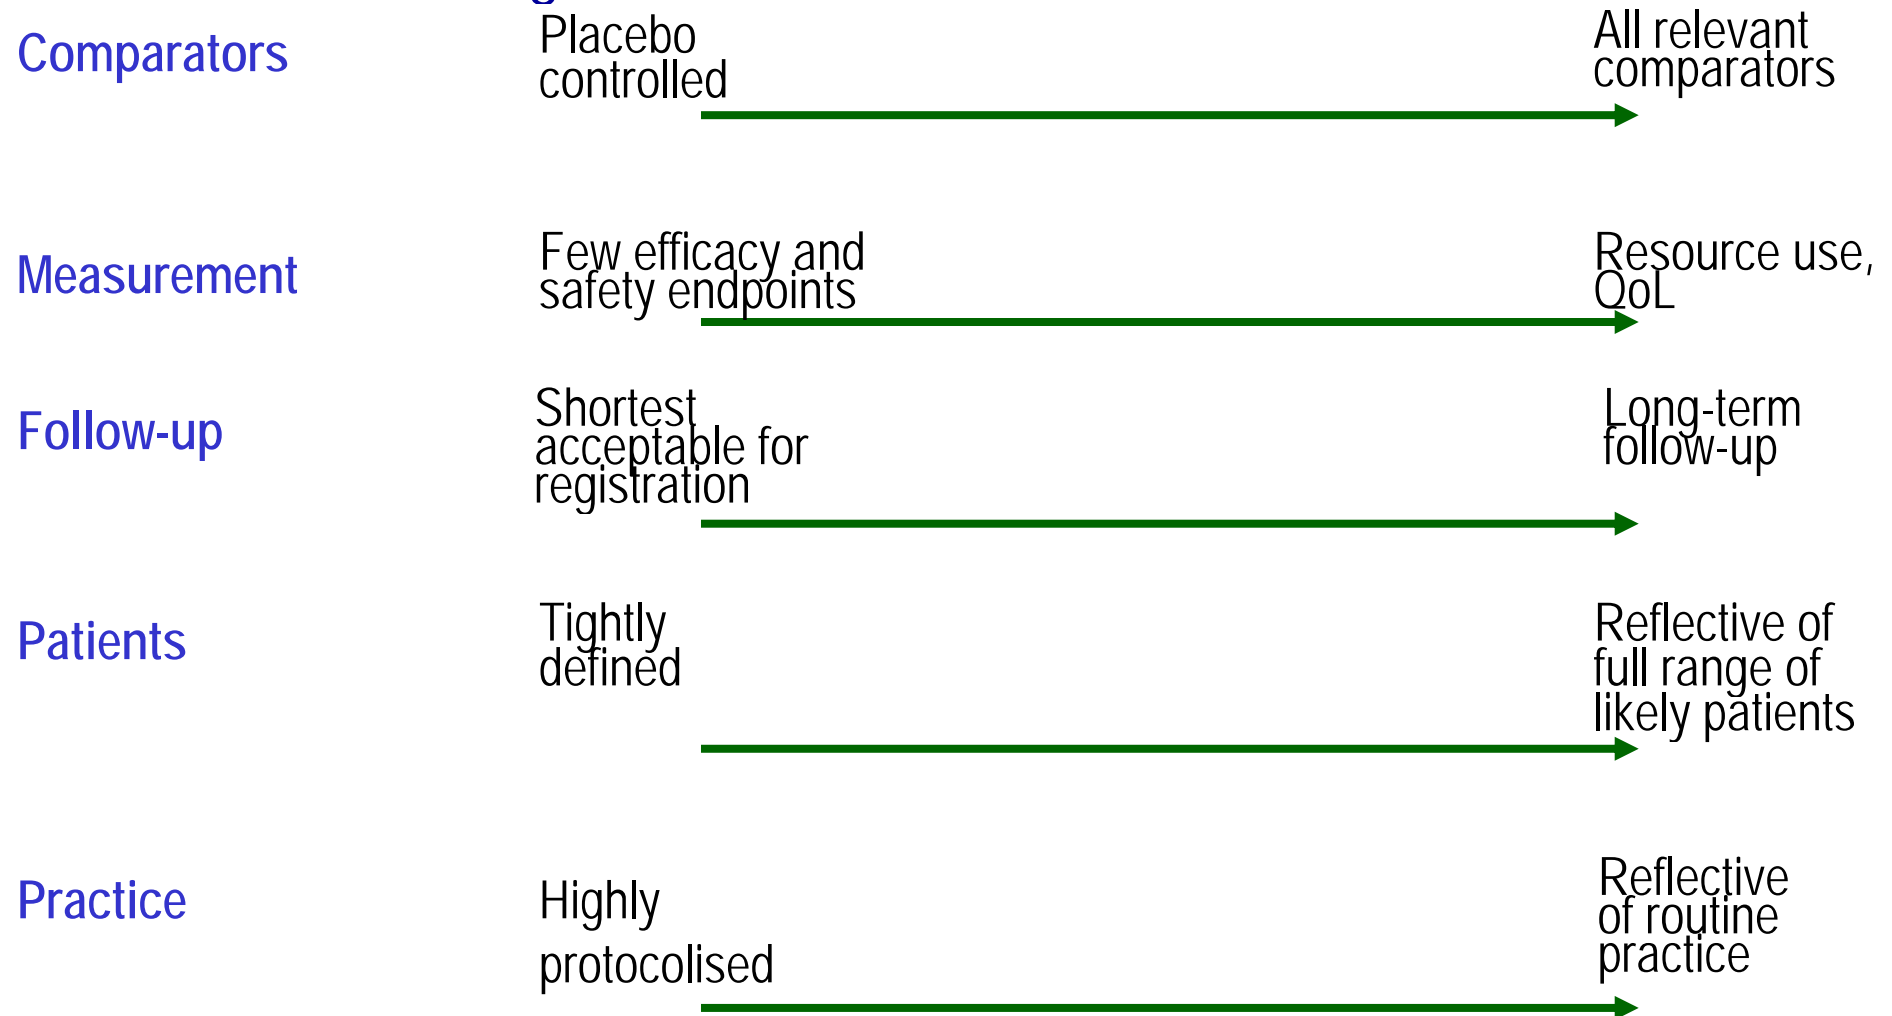 Comparators
Placebo
controlled
All relevant
comparators
Measurement
Few efficacy and
safety endpoints
Resource use,
QoL
Follow-up
Shortest
acceptable for
registration
Long-term
follow-up
Patients
Tightly
defined
Reflective of
full range of
likely patients
Practice
Highly
protocolised
Reflective
of routine
practice